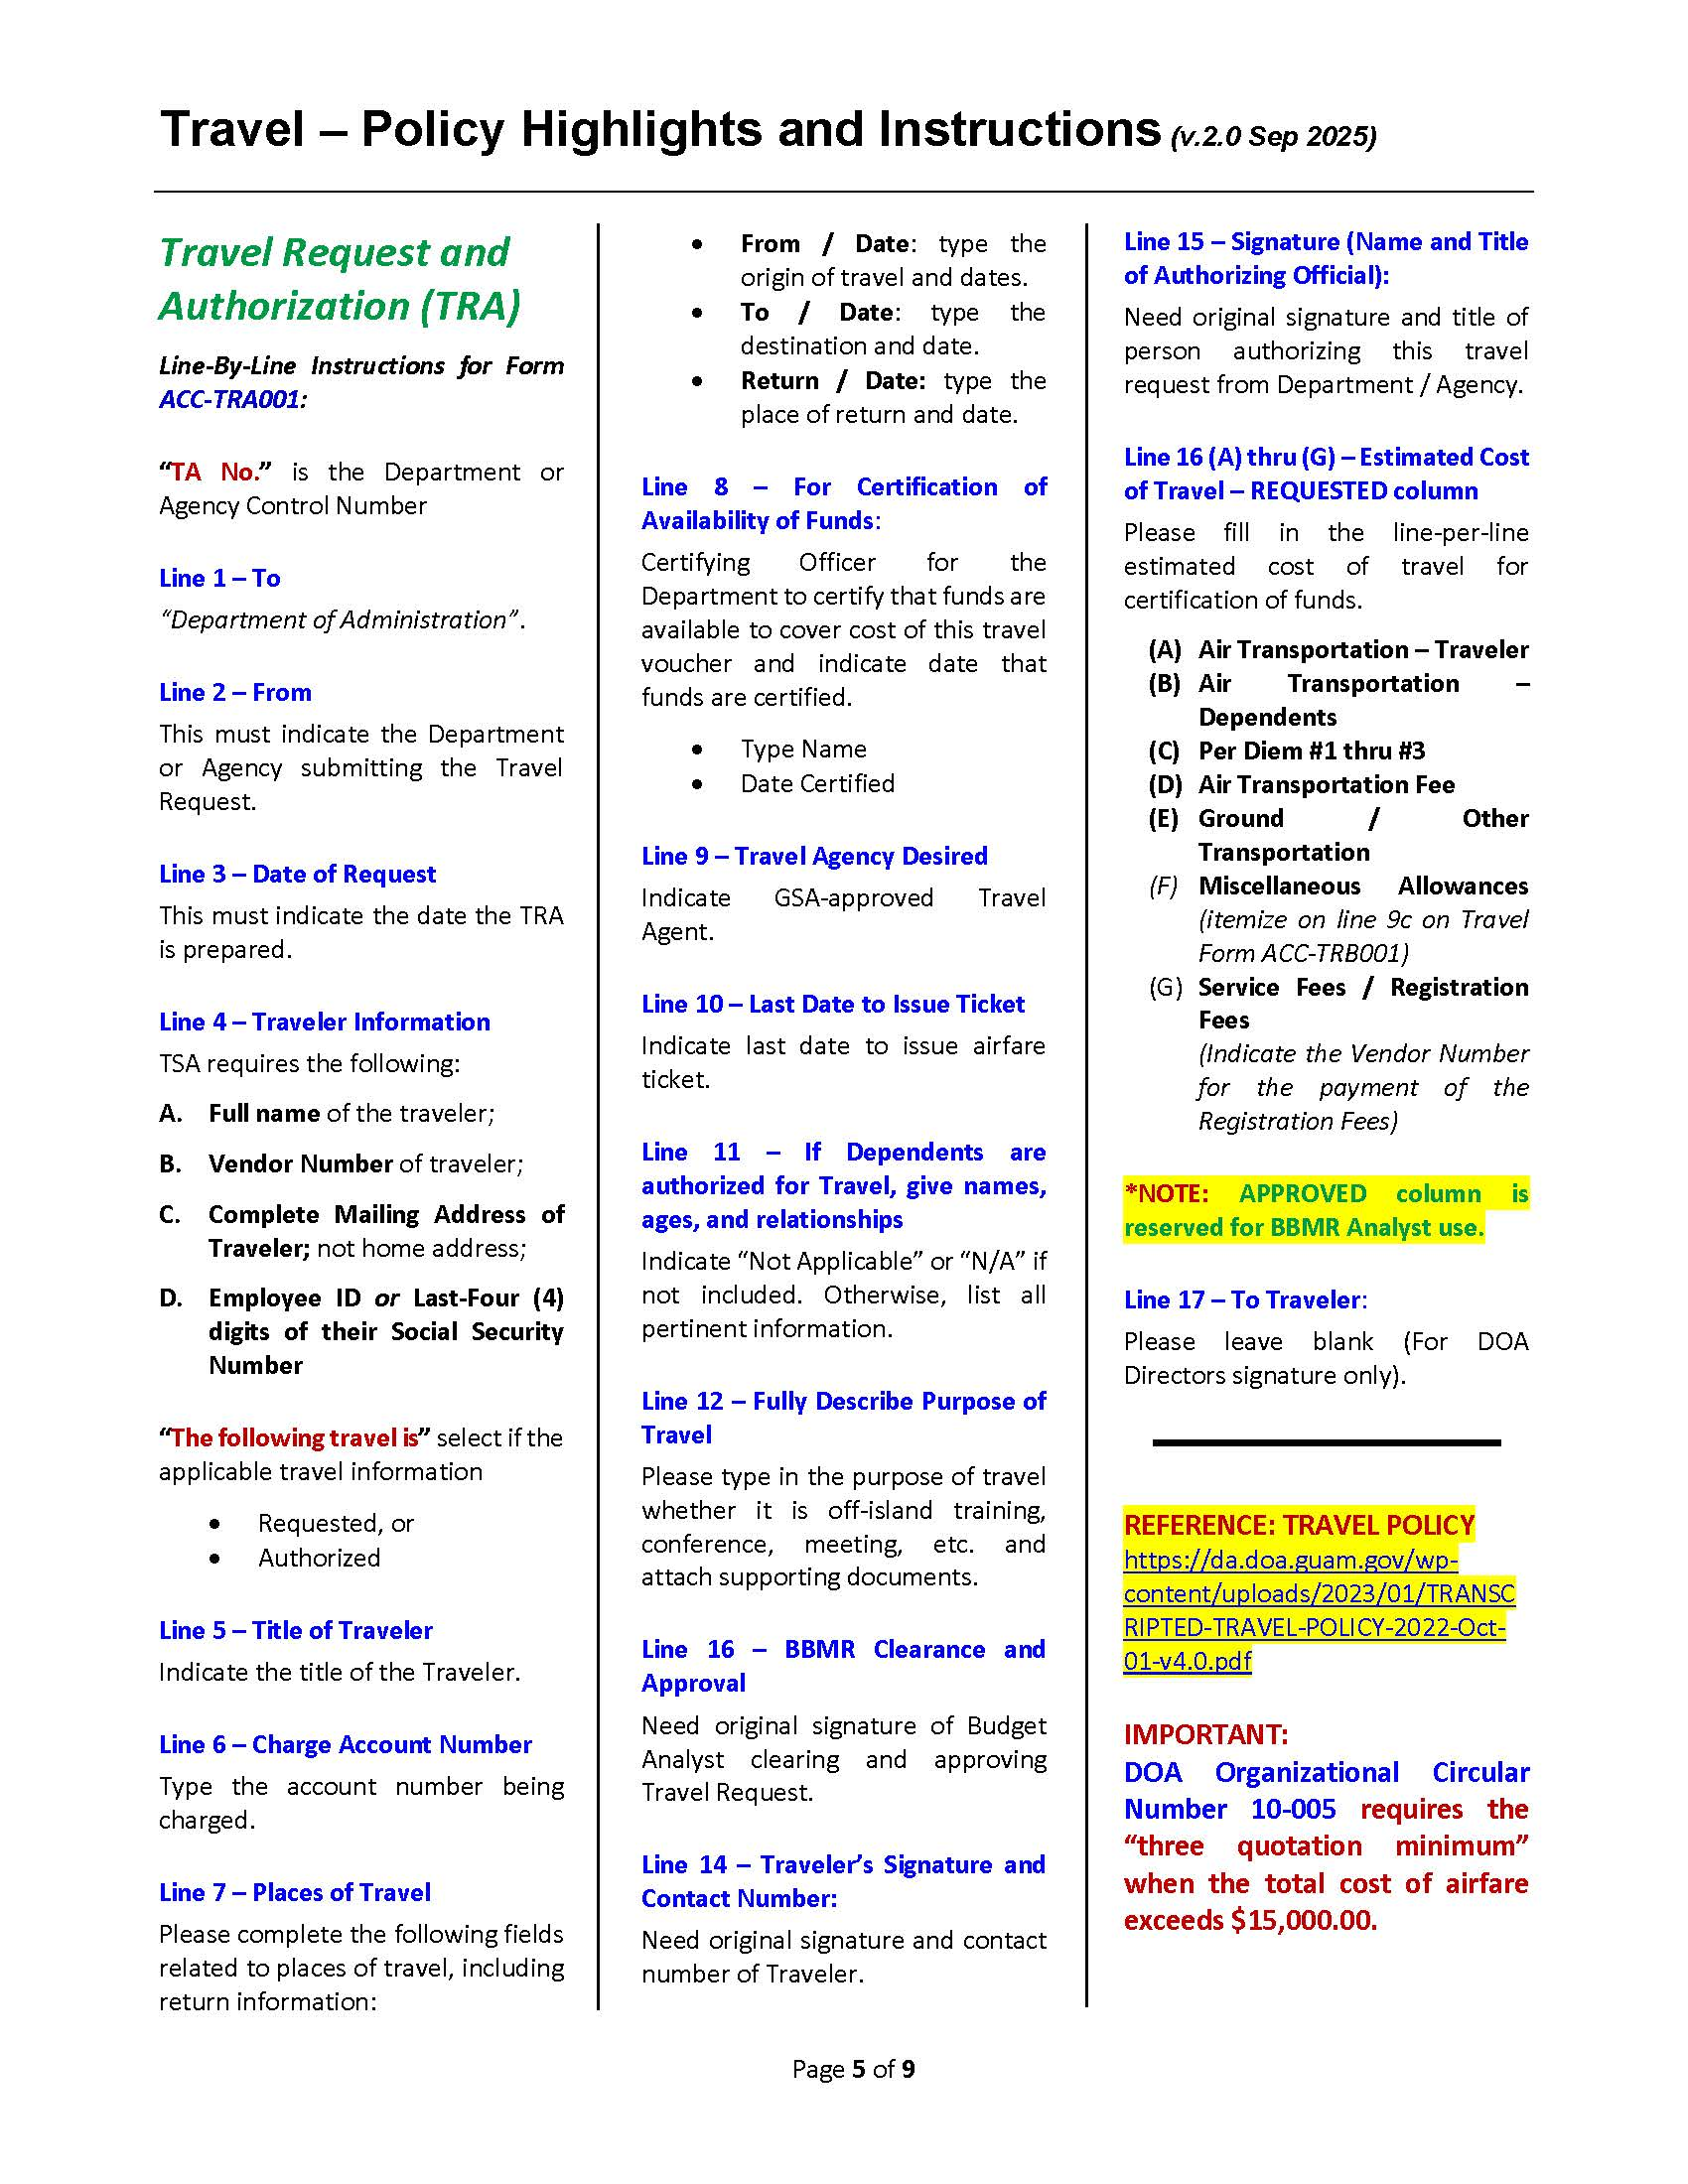 Travel – Policy Highlights and Instructions (v.2.0 Sep 2025)
Travel Request and
Authorization (TRA)
Line-By-Line Instructions for Form
ACC-TRA001:
“TA No.” is the Department or
Agency Control Number
Line 1 – To
“Department of Administration”.
Line 2 – From
This must indicate the Department
or Agency submitting the Travel
Request.
Line 3 – Date of Request
This must indicate the date the TRA
is prepared.
Line 4 – Traveler Information
TSA requires the following:
A. Full name of the traveler;
B. Vendor Number of traveler;
C. Complete Mailing Address of
Traveler; not home address;
D. Employee ID or Last-Four (4)
digits of their Social Security
Number
“The following travel is” select if the
applicable travel information
• Requested, or
• Authorized
Line 5 – Title of Traveler
Indicate the title of the Traveler.
Line 6 – Charge Account Number
Type the account number being
charged.
Line 7 – Places of Travel
Please complete the following fields
related to places of travel, including
return information:
• From / Date: type the
origin of travel and dates.
• To / Date: type the
destination and date.
• Return / Date: type the
place of return and date.
Line 8 – For Certification of
Availability of Funds:
Certifying Officer for the
Department to certify that funds are
available to cover cost of this travel
voucher and indicate date that
funds are certified.
• Type Name
• Date Certified
Line 9 – Travel Agency Desired
Indicate GSA-approved Travel
Agent.
Line 10 – Last Date to Issue Ticket
Indicate last date to issue airfare
ticket.
Line 11 – If Dependents are
authorized for Travel, give names,
ages, and relationships
Indicate “Not Applicable” or “N/A” if
not included. Otherwise, list all
pertinent information.
Line 12 – Fully Describe Purpose of
Travel
Please type in the purpose of travel
whether it is off-island training,
conference, meeting, etc. and
attach supporting documents.
Line 16 – BBMR Clearance and
Approval
Need original signature of Budget
Analyst clearing and approving
Travel Request.
Line 14 – Traveler’s Signature and
Contact Number:
Need original signature and contact
number of Traveler.
Line 15 – Signature (Name and Title
of Authorizing Official):
Need original signature and title of
person authorizing this travel
request from Department / Agency.
Line 16 (A) thru (G) – Estimated Cost
of Travel – REQUESTED column
Please fill in the line-per-line
estimated cost of travel for
certification of funds.
(A) Air Transportation – Traveler
(B) Air Transportation –
Dependents
(C) Per Diem #1 thru #3
(D) Air Transportation Fee
(E) Ground / Other
Transportation
(F) Miscellaneous Allowances
(itemize on line 9c on Travel
Form ACC-TRB001)
(G) Service Fees / Registration
Fees
(Indicate the Vendor Number
for the payment of the
Registration Fees)
*NOTE: APPROVED column is
reserved for BBMR Analyst use.
Line 17 – To Traveler:
Please leave blank (For DOA
Directors signature only).
REFERENCE: TRAVEL POLICY
https://da.doa.guam.gov/wp-
content/uploads/2023/01/TRANSC
RIPTED-TRAVEL-POLICY-2022-Oct-
01-v4.0.pdf
IMPORTANT:
DOA Organizational Circular
Number 10-005 requires the
“three quotation minimum”
when the total cost of airfare
exceeds $15,000.00.
Page 5 of 9